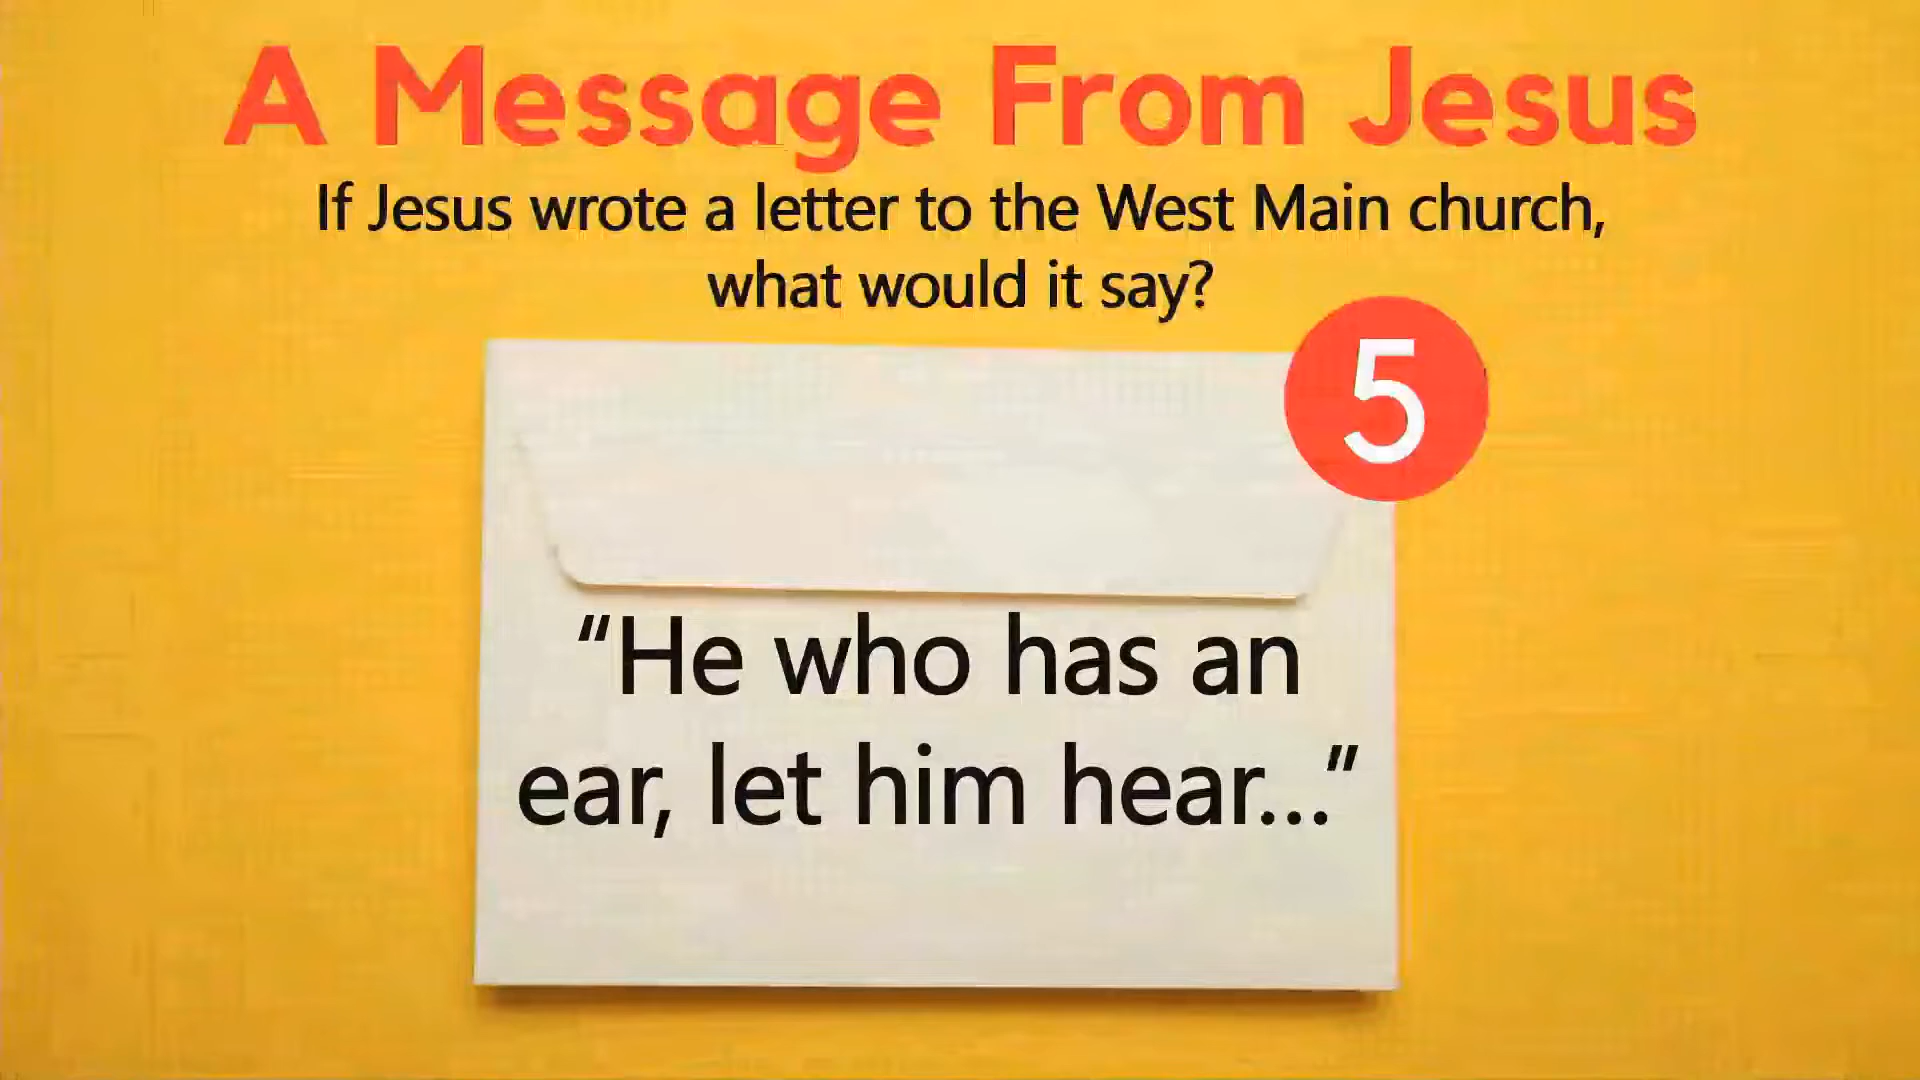 A Message From Jesus
If Jesus wrote a letter to the West Main church,
what would it say?
5
“He who has an
ear, let him hear...”